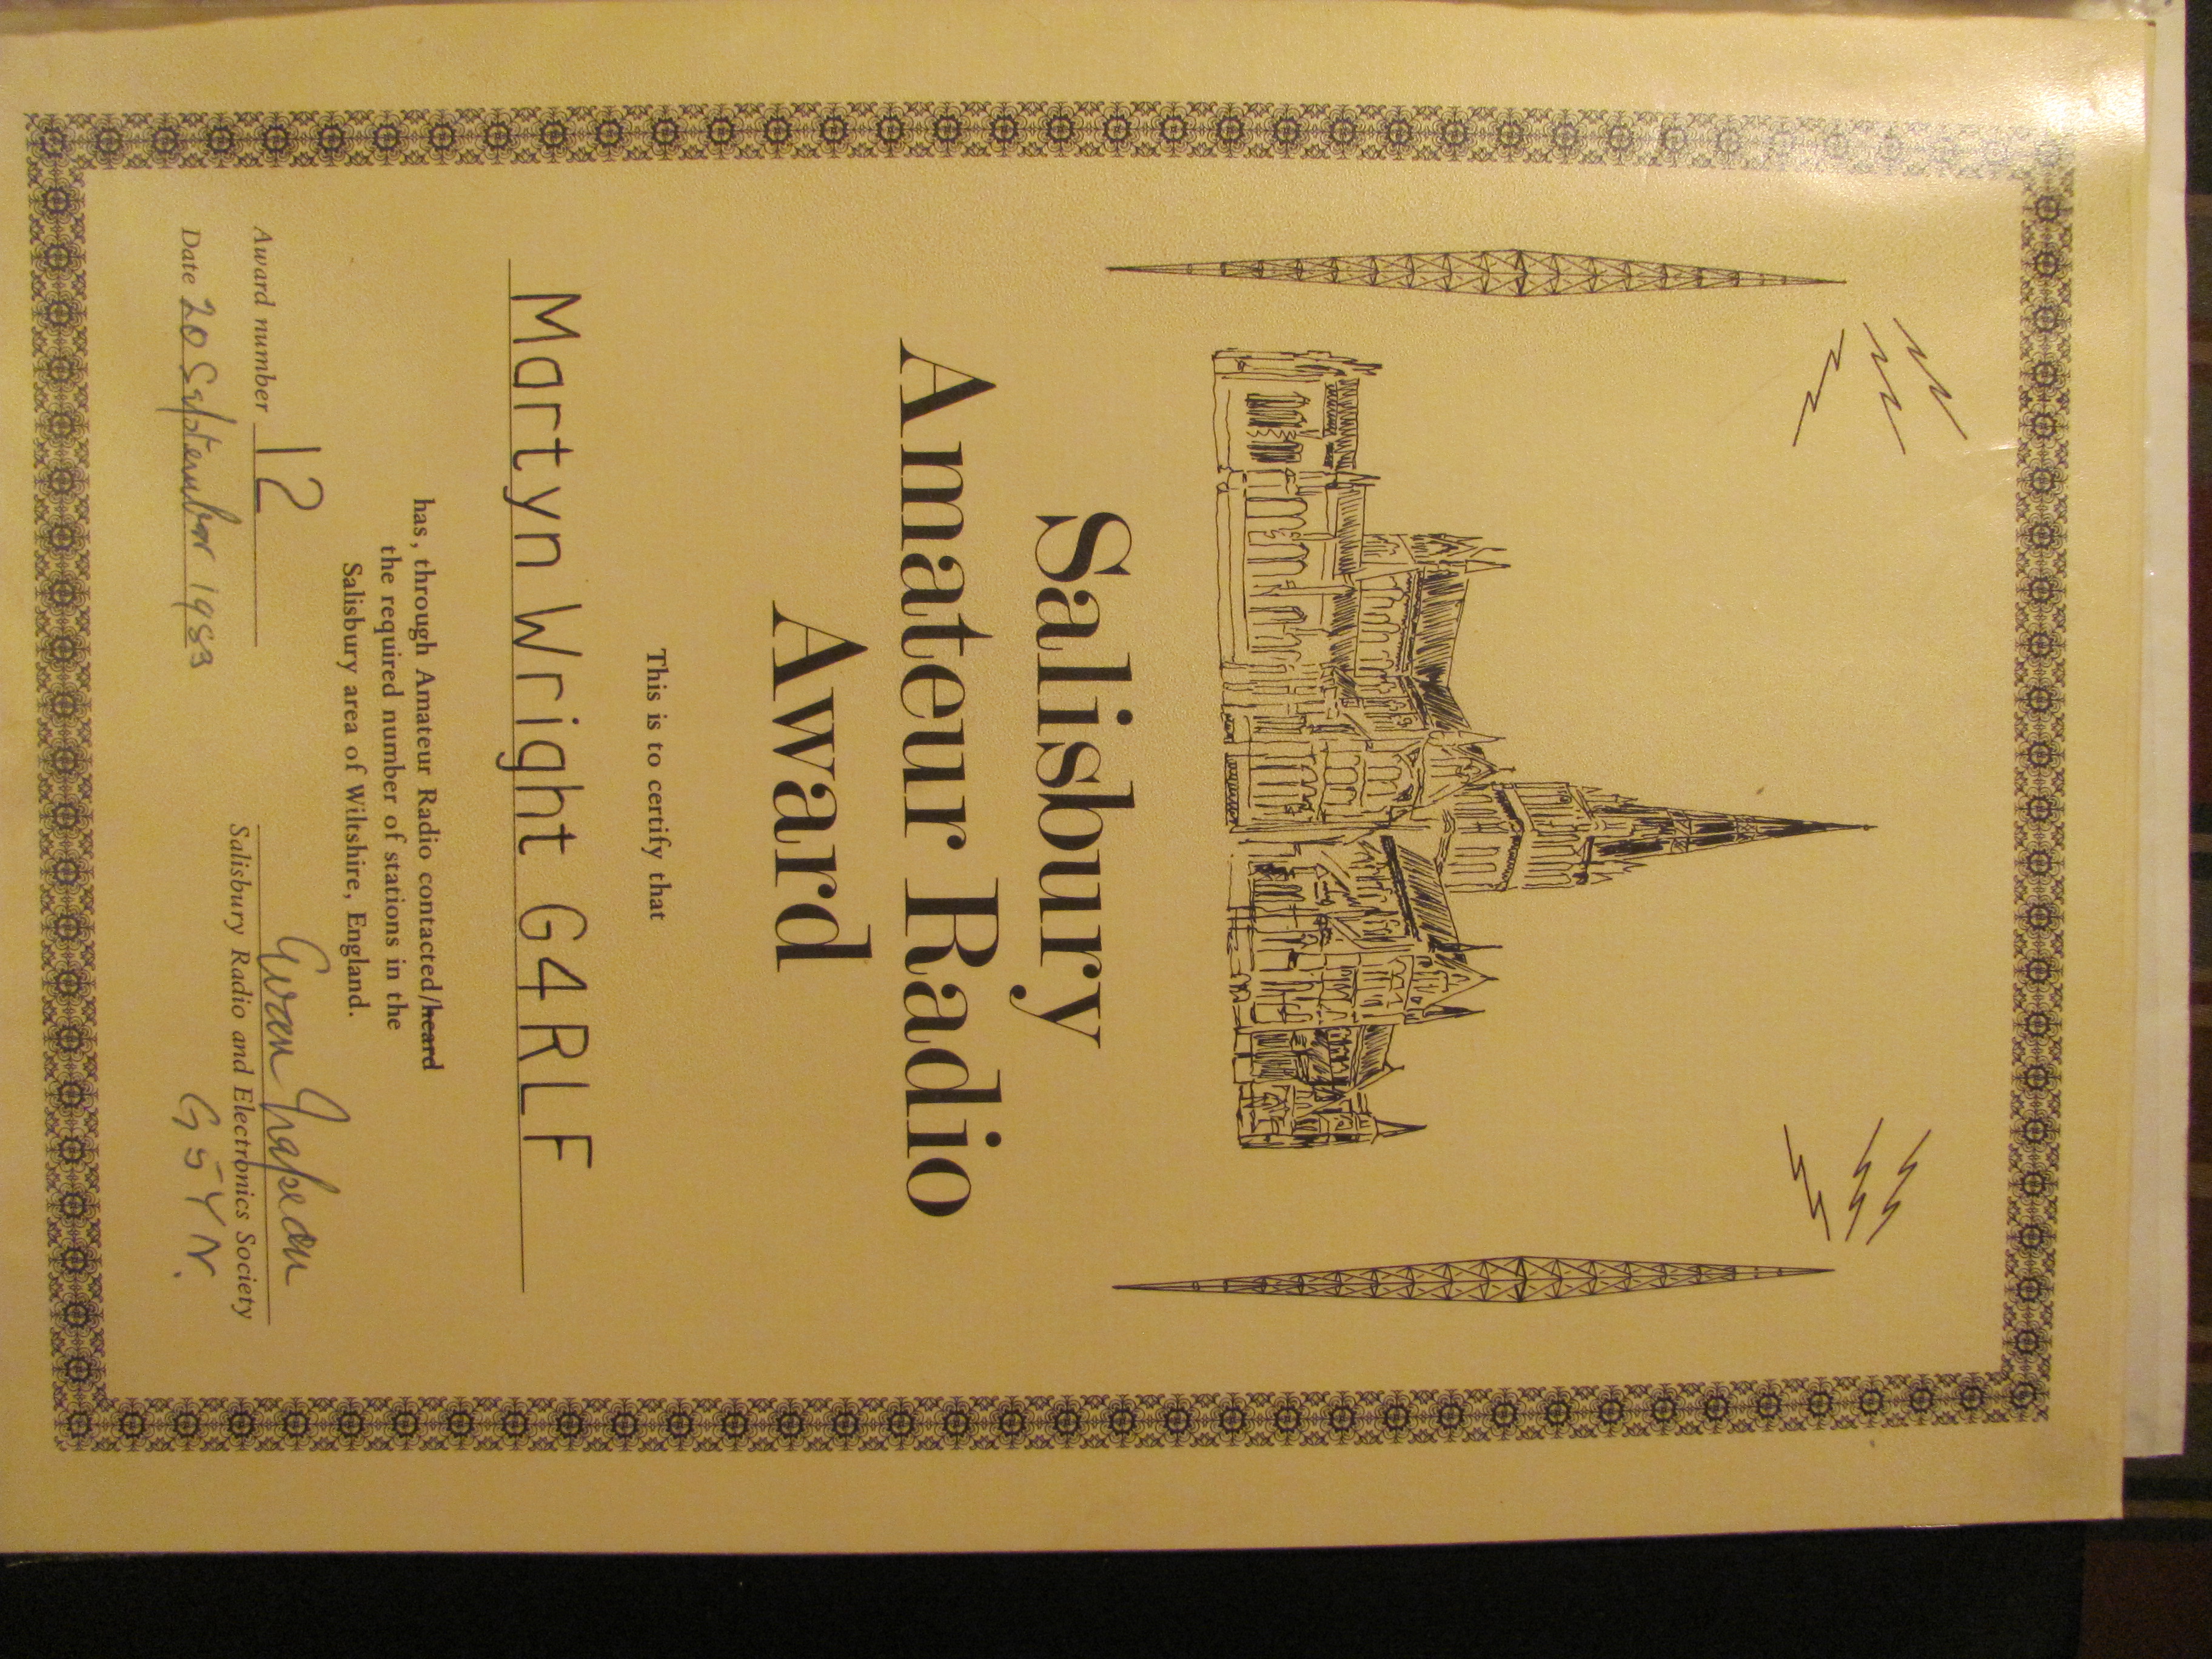 Salisbury
Amateur Radio
Award
This is to certify that
Martyn Wright G4RLF
has, through Amateur Radio contacted/heard
the required number of stations in the
Salisbury area of Wiltshire, England.
Award number 12
Date 20 September 1983
Salisbury Radio and Electronics Society
G5YN.